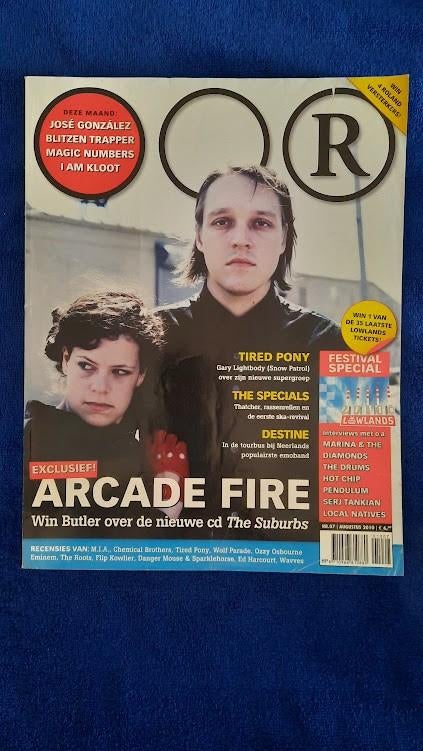 OOR
WIN
4 ROLAND
VERSTERKERS!
DEZE MAAND:
JOSÉ GONZÁLEZ
BLITZEN TRAPPER
MAGIC NUMBERS
I AM KLOOT
WIN 1 VAN
DE 35 LAATSTE
LOWLANDS
TICKETS!
TIRED PONY
Gary Lightbody (Snow Patrol)
over zijn nieuwe supergroep
THE SPECIALS
Thatcher, rassenrellen en
de eerste ska-revival
DESTINE
In de tourbus bij Neerlands
populairste emoband
FESTIVAL
SPECIAL
LOWLANDS
Interviews met o.a.
MARINA & THE
DIAMONDS
THE DRUMS
HOT CHIP
PENDULUM
SERJ TANKIAN
LOCAL NATIVES
EXCLUSIEF!
ARCADE FIRE
Win Butler over de nieuwe cd The Suburbs
NR.07 | AUGUSTUS 2010 |
RECENSIES VAN: M.I.A., Chemical Brothers, Tired Pony, Wolf Parade, Ozzy Osbourne
Eminem, The Roots, Flip Kowlier, Danger Mouse & Sparklehorse, Ed Harcourt, Wavves